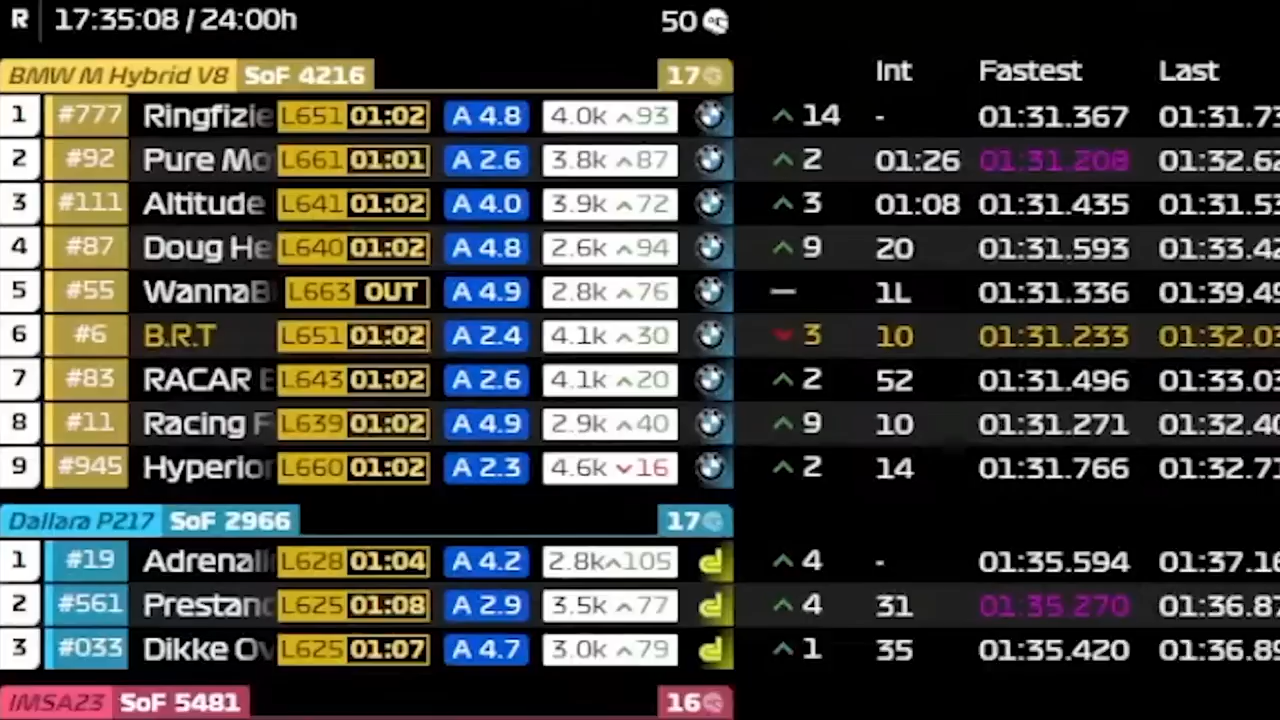 R 17:35:08 / 24:00h 50 °C
BMW M Hybrid V8 SoF 4216 17 Int Fastest Last
1 #777 Ringfizie L651 01:02 A 4.8 4.0k 93 14 - 01:31.367 01:31.73
2 #92 Pure Mo L661 01:01 A 2.6 3.8k 87 2 01:26 01:31.208 01:32.62
3 #111 Altitude L641 01:02 A 4.0 3.9k 72 3 01:08 01:31.435 01:31.53
4 #87 Doug He L640 01:02 A 4.8 2.6k 94 9 20 01:31.593 01:33.42
5 #55 WannaB L663 OUT A 4.9 2.8k 76 — 1L 01:31.336 01:39.49
6 #6 B.R.T L651 01:02 A 2.4 4.1k 30 3 10 01:31.233 01:32.03
7 #83 RACAR E L643 01:02 A 2.6 4.1k 20 2 52 01:31.496 01:33.03
8 #11 Racing F L639 01:02 A 4.9 2.9k 40 9 10 01:31.271 01:32.40
9 #945 Hyperior L660 01:02 A 2.3 4.6k 16 2 14 01:31.766 01:32.71
Dallara P217 SoF 2966 17
1 #19 Adrenali L628 01:04 A 4.2 2.8k 105 4 - 01:35.594 01:37.16
2 #561 Prestand L625 01:08 A 2.9 3.5k 77 4 31 01:35.270 01:36.87
3 #033 Dikke Ov L625 01:07 A 4.7 3.0k 79 1 35 01:35.420 01:36.89
IMSA23 SoF 5481 16